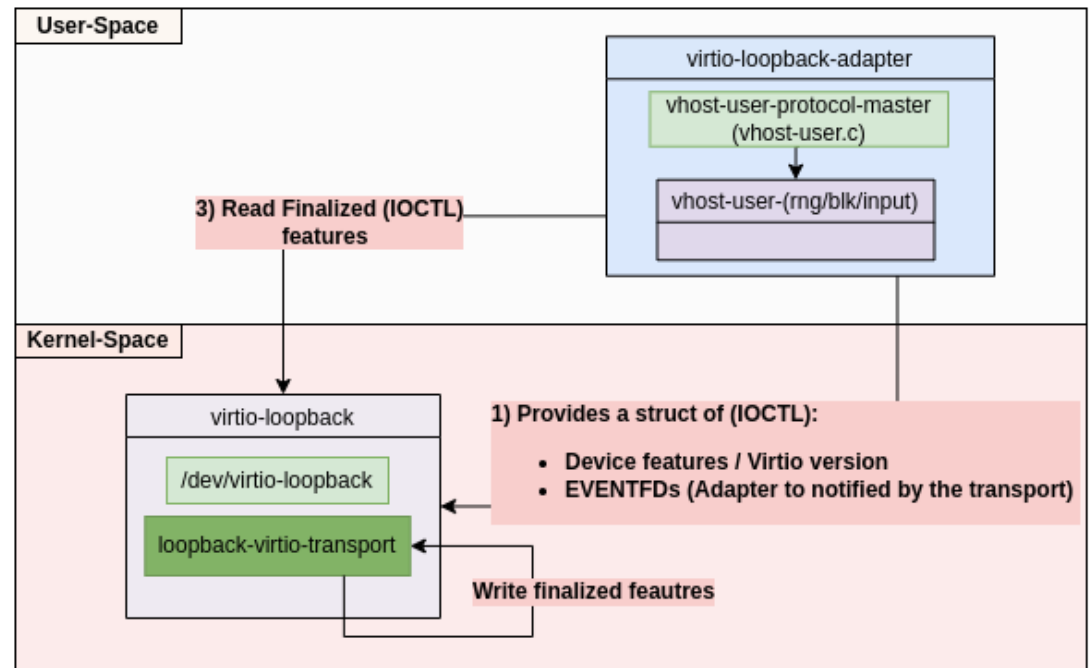 User-Space
virtio-loopback-adapter
vhost-user-protocol-master
(vhost-user.c)
vhost-user-(rng/blk/input)
3) Read Finalized (IOCTL)
features
Kernel-Space
virtio-loopback
/dev/virtio-loopback
loopback-virtio-transport
1) Provides a struct of (IOCTL):
• Device features / Virtio version
• EVENTFDs (Adapter to notified by the transport)
Write finalized feautres